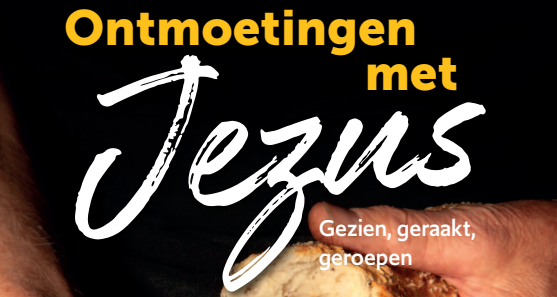 Ontmoetingen
met
Jezus
Gezien, geraakt,
geroepen